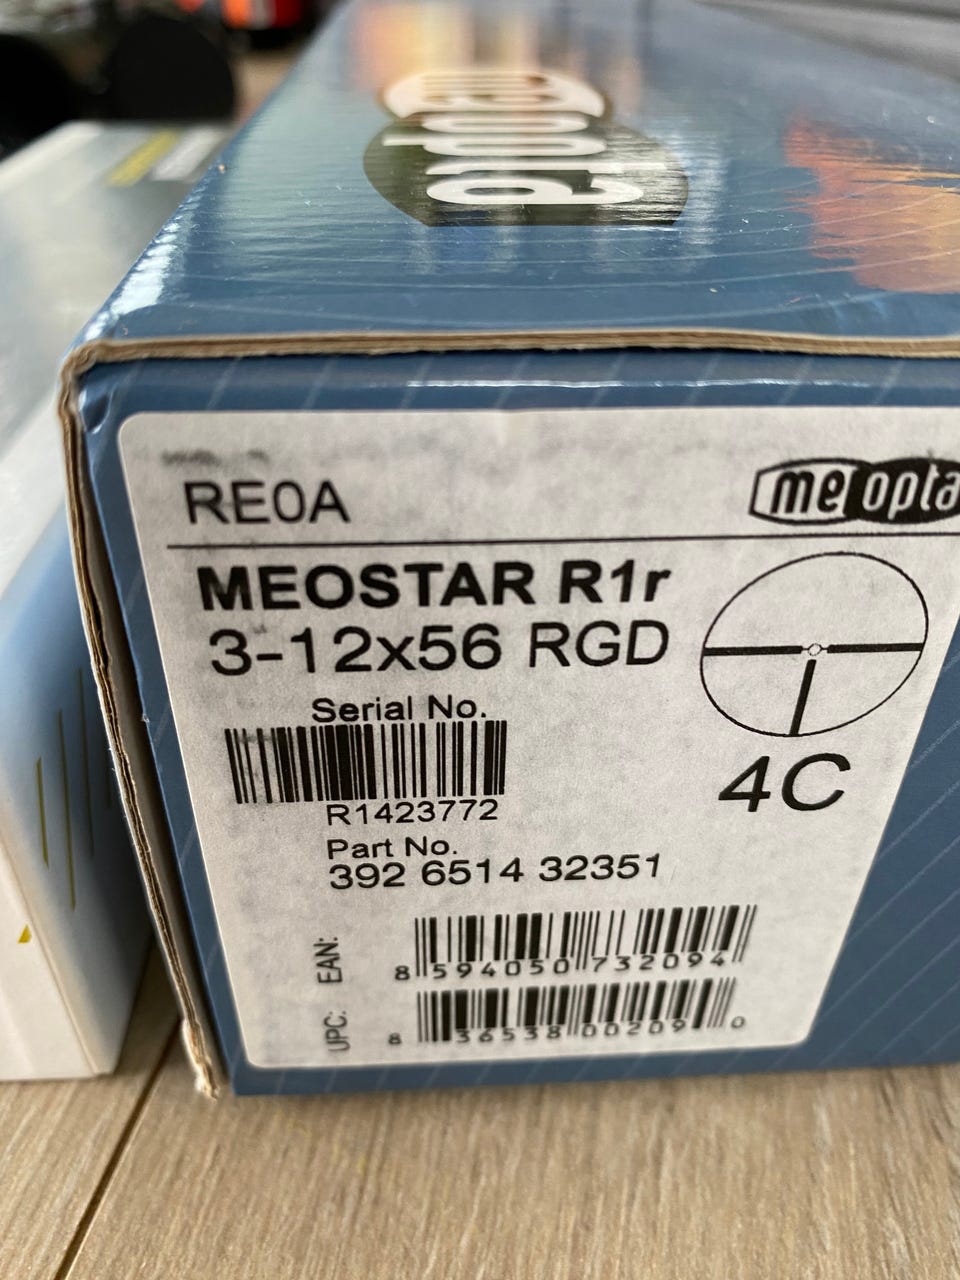 meopta
RE0A
meopta
MEOSTAR R1r
3-12x56 RGD
Serial No.
R1423772
4C
Part No.
392 6514 32351
EAN:
8 594050 732094
UPC:
8 36538 00209 0